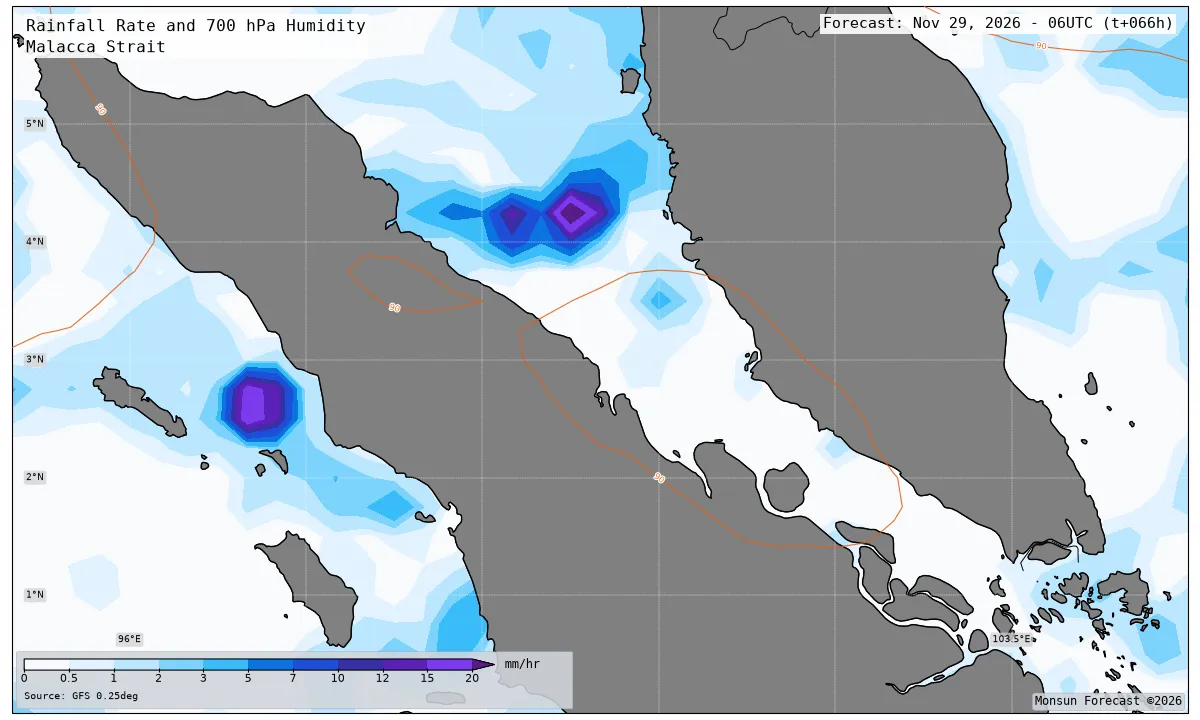 Rainfall Rate and 700 hPa Humidity
Malacca Strait
Forecast: Nov 29, 2026 - 06UTC (t+066h)
90
90
5°N
4°N
90
3°N
90
2°N
1°N
96°E
103.5°E
mm/hr
0 0.5 1 2 3 5 7 10 12 15 20
Source: GFS 0.25deg
Monsun Forecast ©2026